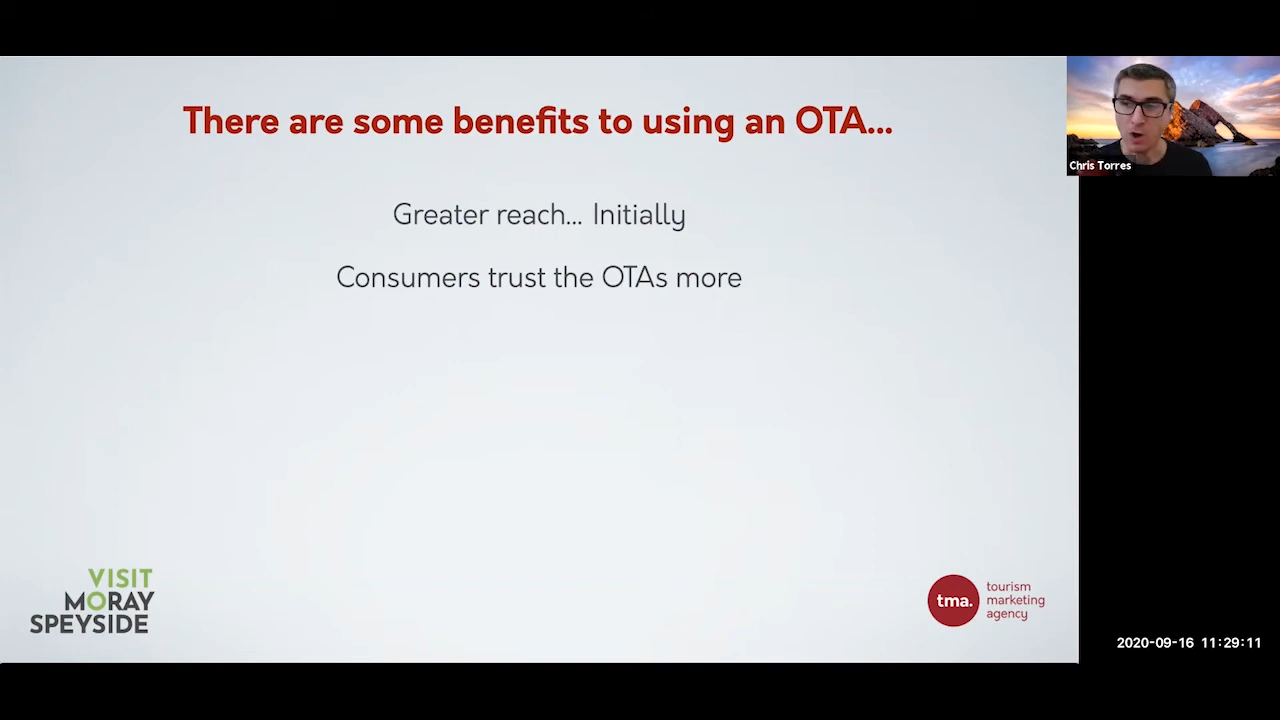 There are some benefits to using an OTA...
Greater reach... Initially
Consumers trust the OTAs more
Chris Torres
VISIT
MORAY
SPEYSIDE
tma.
tourism
marketing
agency
2020-09-16 11:29:11